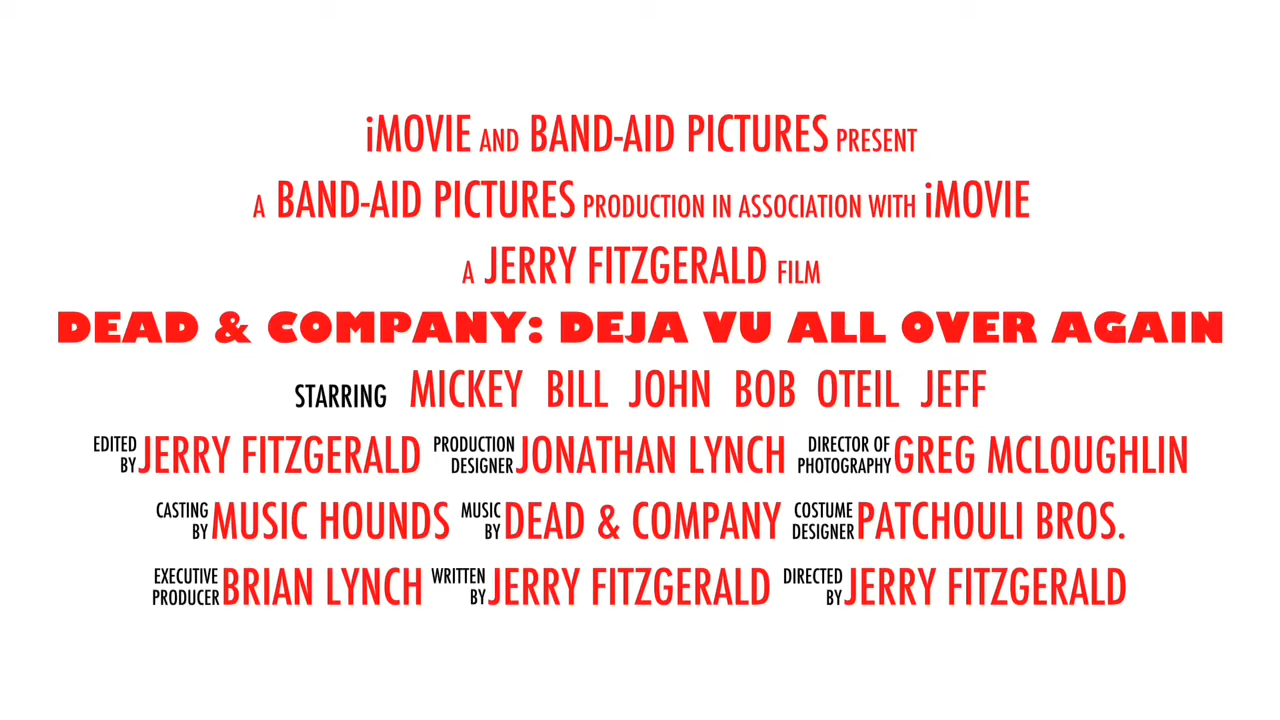 iMOVIE AND BAND-AID PICTURES PRESENT
A BAND-AID PICTURES PRODUCTION IN ASSOCIATION WITH iMOVIE
A JERRY FITZGERALD FILM
DEAD & COMPANY: DEJA VU ALL OVER AGAIN
STARRING MICKEY BILL JOHN BOB OTEIL JEFF
EDITED BY JERRY FITZGERALD PRODUCTION DESIGNER JONATHAN LYNCH DIRECTOR OF PHOTOGRAPHY GREG MCLOUGHLIN
CASTING BY MUSIC HOUNDS MUSIC BY DEAD & COMPANY COSTUME DESIGNER PATCHOULI BROS.
EXECUTIVE PRODUCER BRIAN LYNCH WRITTEN BY JERRY FITZGERALD DIRECTED BY JERRY FITZGERALD